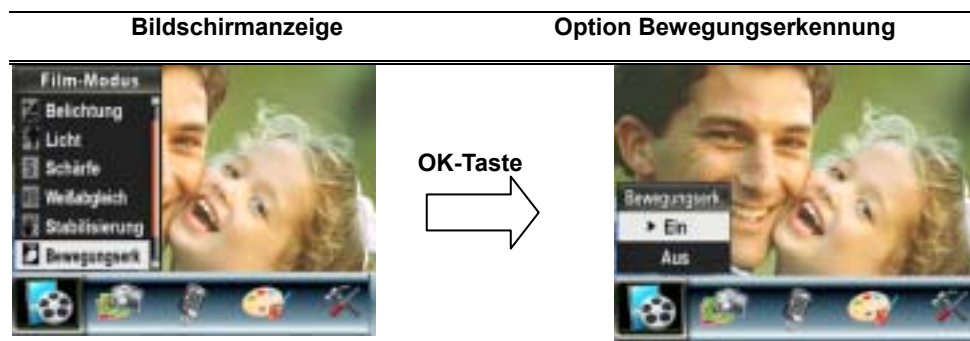 Bildschirmanzeige
Option Bewegungserkennung
Film-Modus
Belichtung
Licht
Schärfe
Weißabgleich
Stabilisierung
Bewegungserk
OK-Taste
Bewegungserk.
Ein
Aus